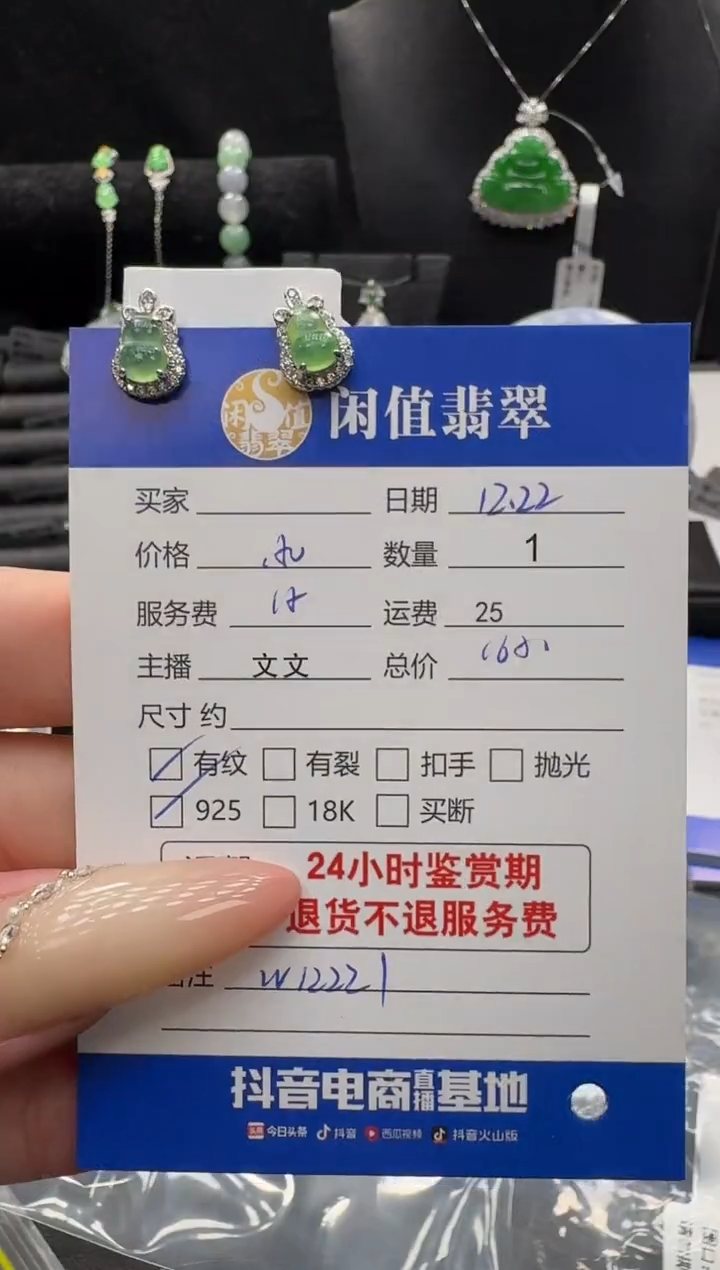 闲值翡翠
闲值翡翠
买家 日期 12.22
价格 数量 1
服务费 运费 25
主播 文文 总价
尺寸 约
有纹 有裂 扣手 抛光
925 18K 买断
24小时鉴赏期
退货不退服务费
注 W12221
抖音电商直播基地
头条 今日头条 抖音 西瓜视频 抖音火山版